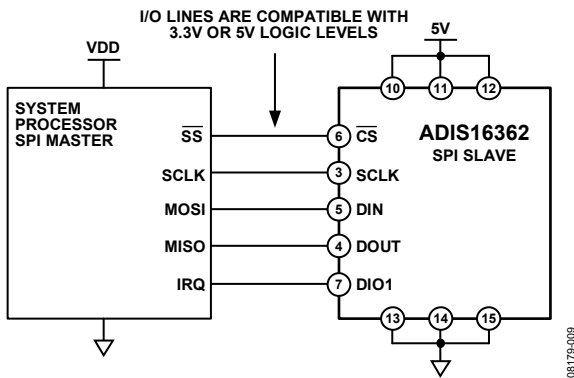 I/O LINES ARE COMPATIBLE WITH
3.3V OR 5V LOGIC LEVELS
VDD
5V
10
11
12
SYSTEM
PROCESSOR
SPI MASTER
ADIS16362
SPI SLAVE
SS
6
CS
SCLK
3
SCLK
MOSI
5
DIN
MISO
4
DOUT
IRQ
7
DIO1
13
14
15
08179-009